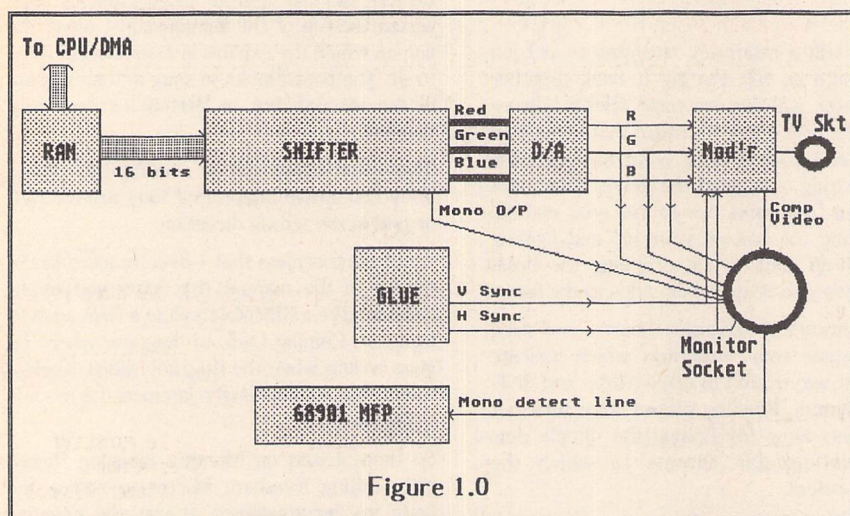 To CPU/DMA
RAM
16 bits
SHIFTER
Red
Green
Blue
D/A
R
G
B
Mod'r
TV Skt
Mono O/P
Comp
Video
GLUE
V Sync
H Sync
Monitor
Socket
68901 MFP
Mono detect line
Figure 1.0